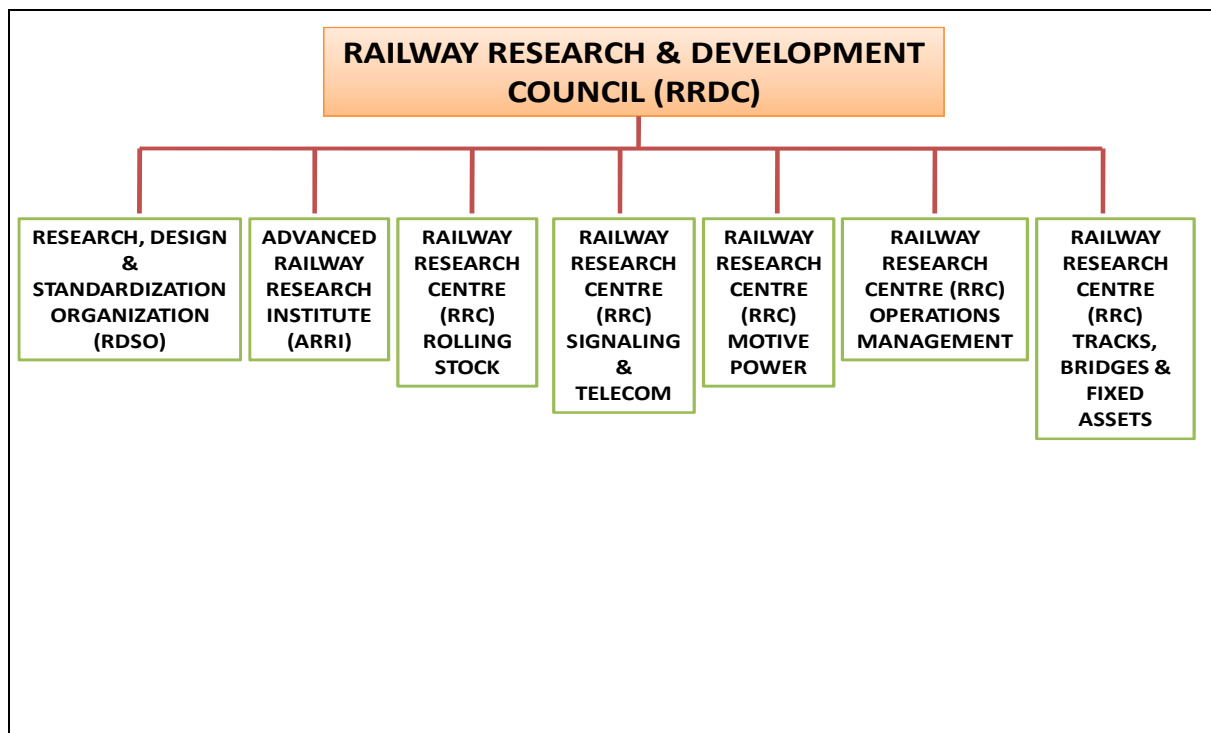 RAILWAY RESEARCH & DEVELOPMENT
COUNCIL (RRDC)
RESEARCH, DESIGN
&
STANDARDIZATION
ORGANIZATION
(RDSO)
ADVANCED
RAILWAY
RESEARCH
INSTITUTE
(ARRI)
RAILWAY
RESEARCH
CENTRE
(RRC)
ROLLING
STOCK
RAILWAY
RESEARCH
CENTRE
(RRC)
SIGNALING
&
TELECOM
RAILWAY
RESEARCH
CENTRE
(RRC)
MOTIVE
POWER
RAILWAY
RESEARCH
CENTRE (RRC)
OPERATIONS
MANAGEMENT
RAILWAY
RESEARCH
CENTRE
(RRC)
TRACKS,
BRIDGES &
FIXED
ASSETS